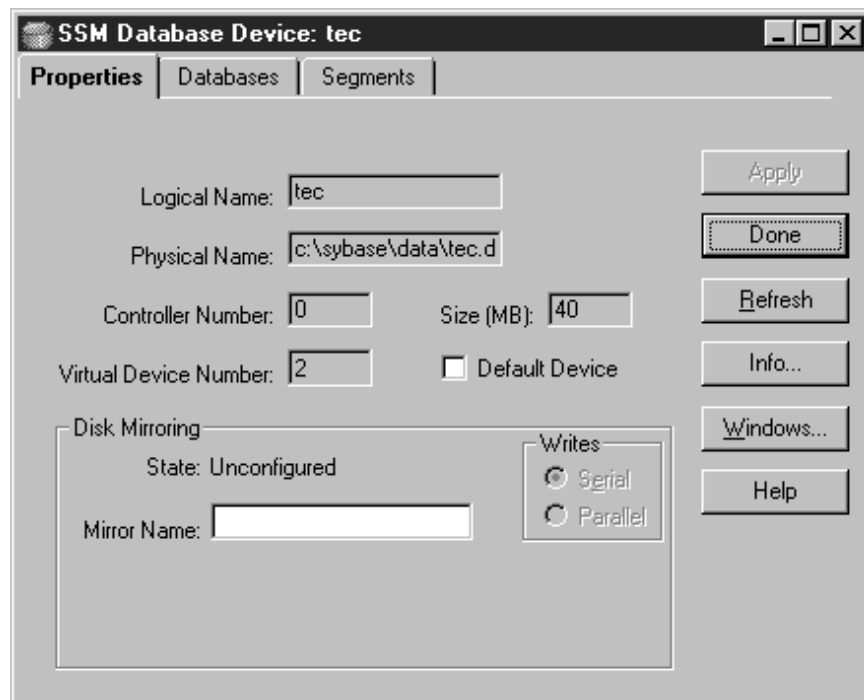 SSM Database Device: tec
Properties Databases Segments
Logical Name: tec
Apply
Physical Name: c:\sybase\data\tec.d
Done
Controller Number: 0 Size (MB): 40
Refresh
Virtual Device Number: 2 Default Device
Info...
Disk Mirroring
State: Unconfigured
Writes
Serial
Parallel
Mirror Name:
Windows...
Help